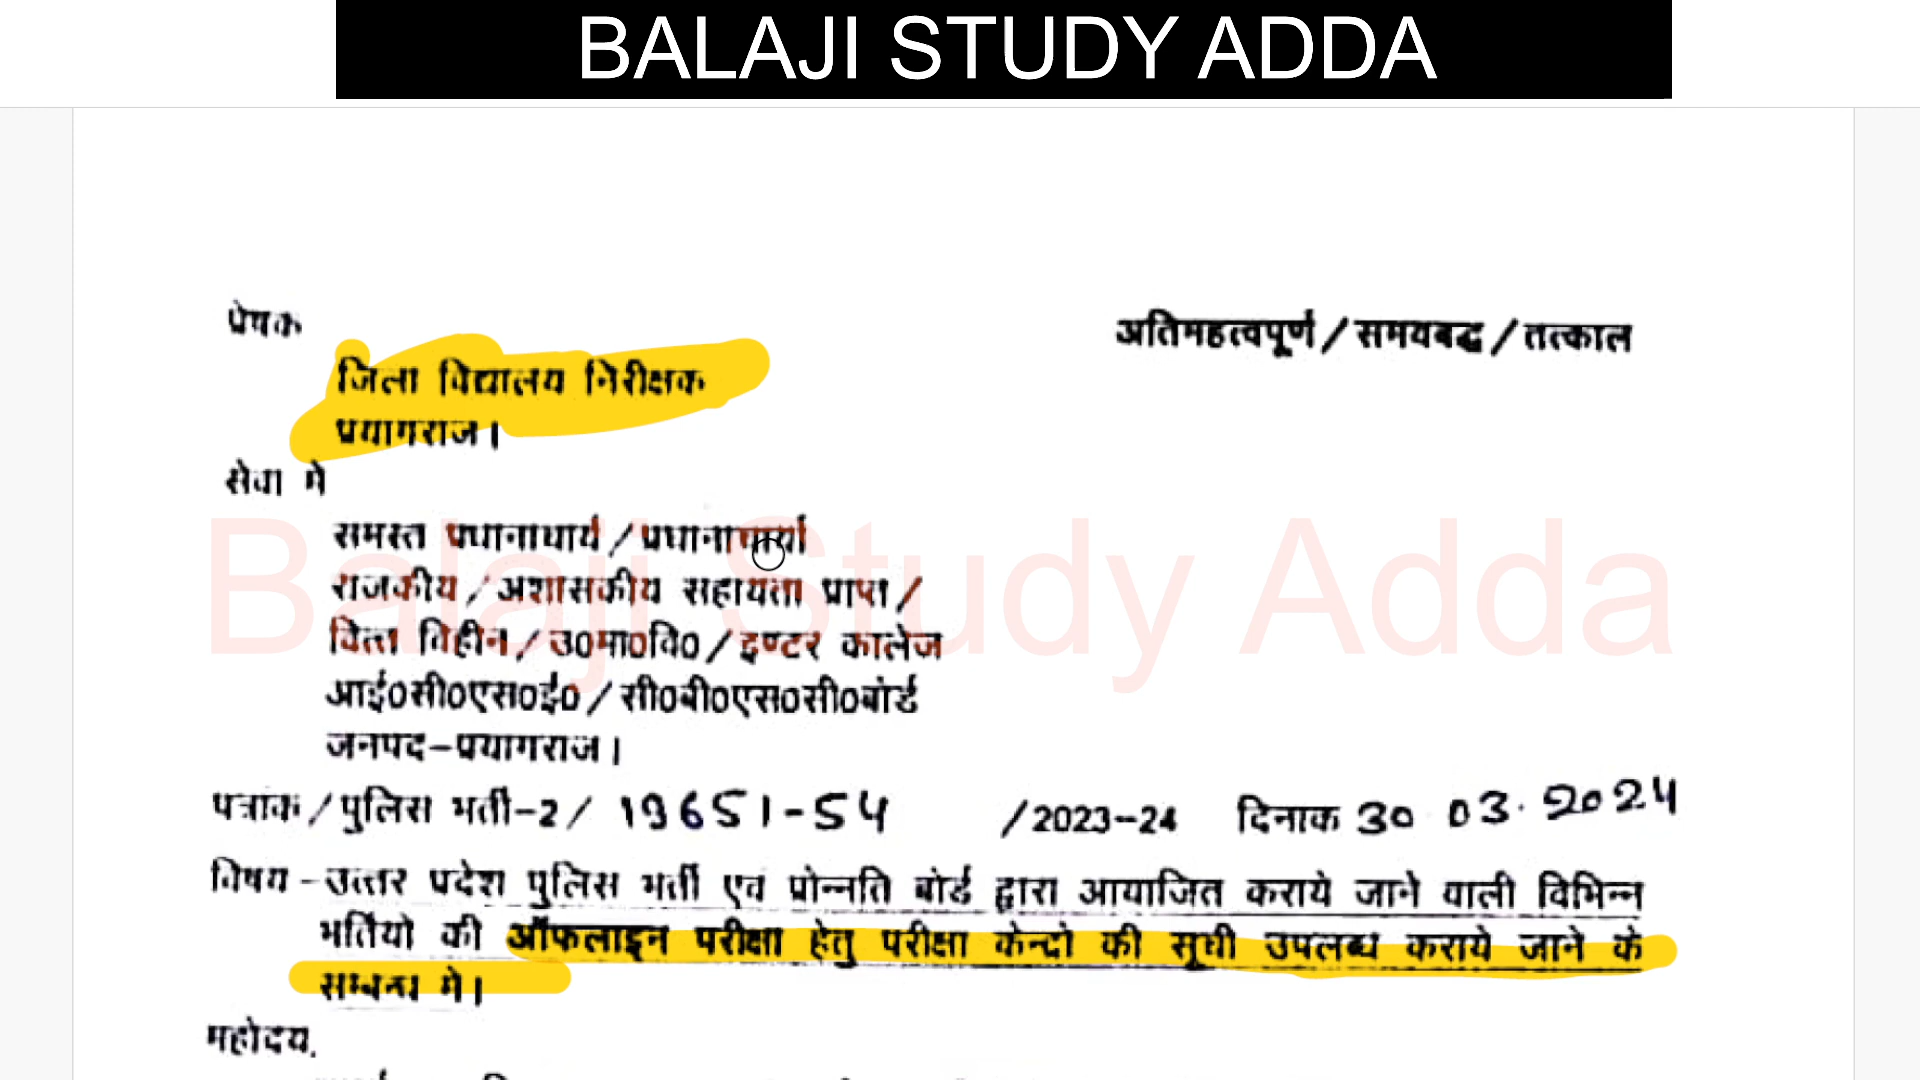 BALAJI STUDY ADDA
प्रेषक
अतिमहत्वपूर्ण/समयबद्ध/तत्काल
जिला विद्यालय निरीक्षक
प्रयागराज।
सेवा मे
समस्त प्रधानाचार्य/प्रधानाचार्या
राजकीय/अशासकीय सहायता प्राप्त/
वित्त विहीन/उ0मा0वि0/इण्टर कालेज
आई0सी0एस0ई0/सी0बी0एस0सी0बोर्ड
जनपद–प्रयागराज।
Balaji Study Adda
पत्रांक/पुलिस भर्ती–2/ 19651-54 /2023–24 दिनाक 30 03.2024
विषय –उत्तर प्रदेश पुलिस भर्ती एवं प्रोन्नति बोर्ड द्वारा आयाजित कराये जाने वाली विभिन्न
भर्तियो की ऑफलाइन परीक्षा हेतु परीक्षा केन्दो की सूची उपलब्ध कराये जाने के
सम्बन्ध मे।
महोदय,